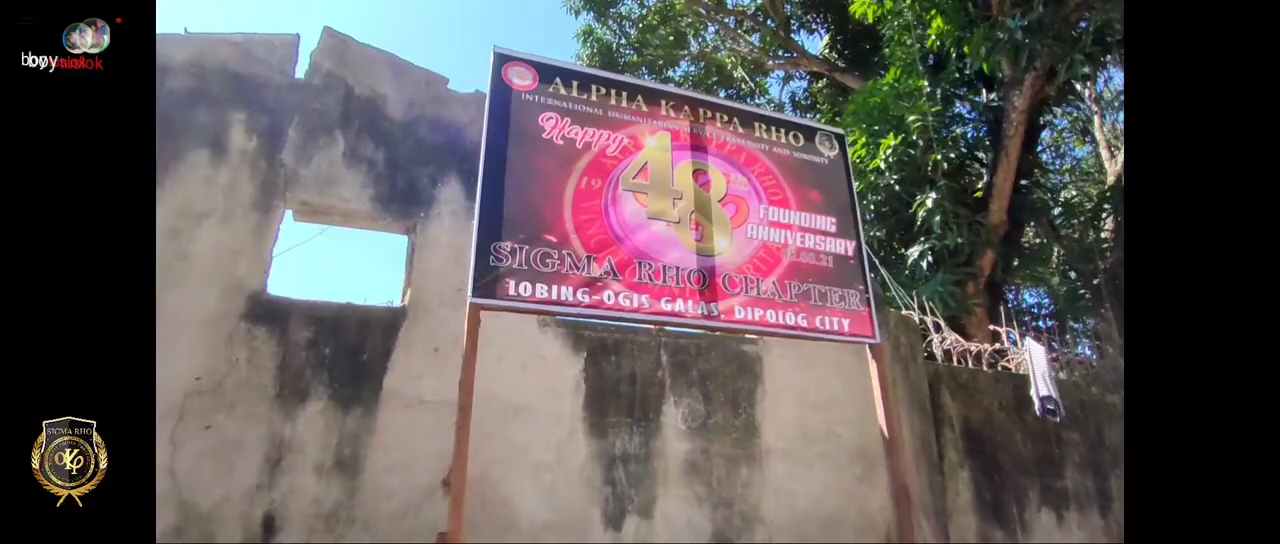 ALPHA KAPPA RHO
INTERNATIONAL HUMANITARIAN SERVICE FRATERNITY AND SORORITY
Happy
48
FOUNDING
ANNIVERSARY
SIGMA RHO CHAPTER
LOBING-OGIS GALAS, DIPOLOG CITY
boy
SIGMA RHO